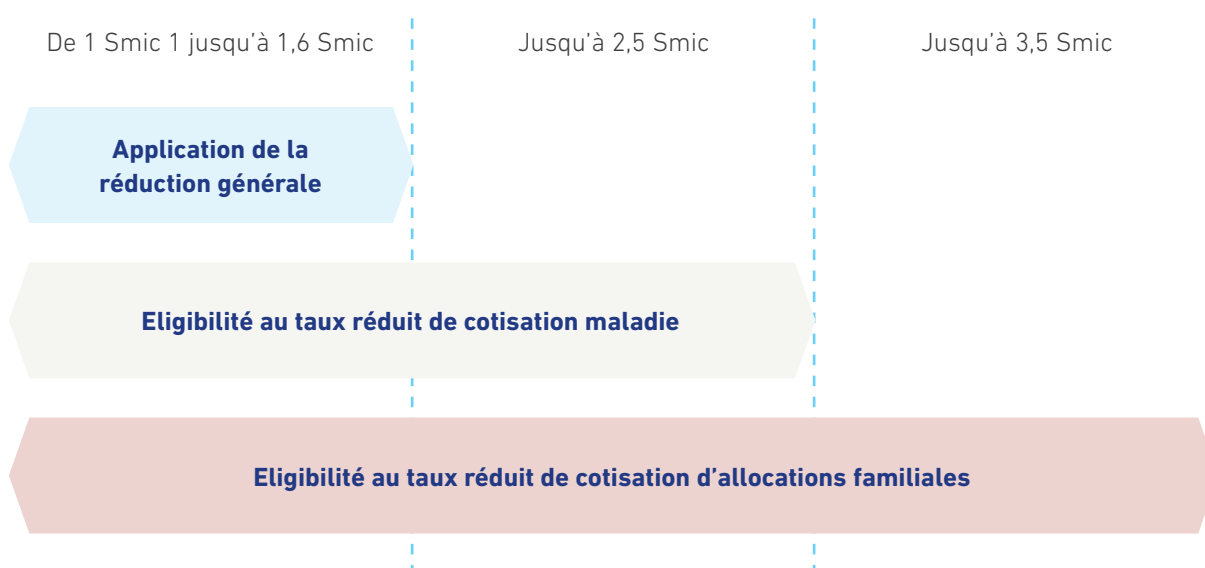 De 1 Smic 1 jusqu'à 1,6 Smic
Jusqu'à 2,5 Smic
Jusqu'à 3,5 Smic
Application de la
réduction générale
Eligibilité au taux réduit de cotisation maladie
Eligibilité au taux réduit de cotisation d'allocations familiales